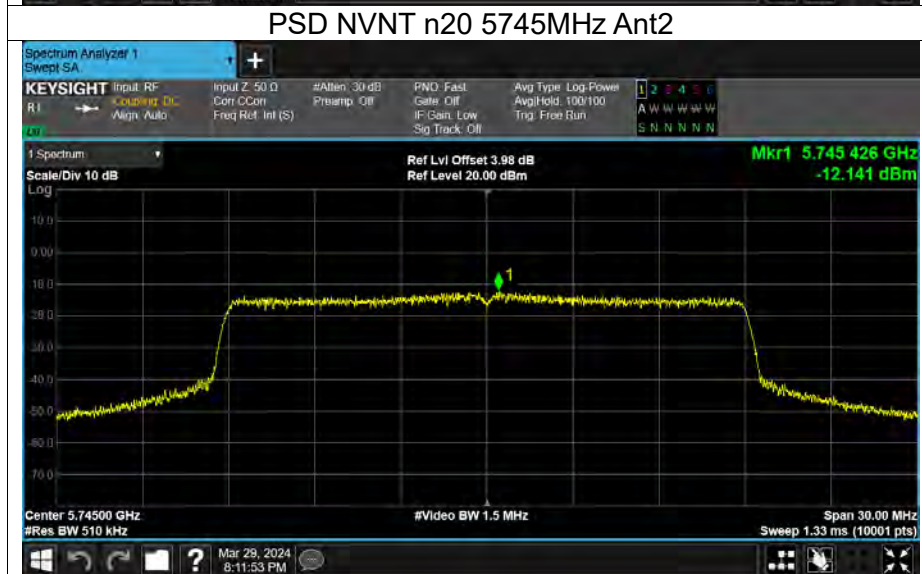 PSD NVNT n20 5745MHz Ant2
Spectrum Analyzer 1
Swept SA
+
KEYSIGHT Input: RF Input Z: 50 Ω #Atten: 30 dB PNO: Fast Avg Type: Log-Power 1 2 3 4 5 6
R L Coupling: DC Corr CCorr Preamp: Off Gate: Off Avg|Hold: 100/100 A W W W W W
Align: Auto Freq Ref: Int (S) IF Gain: Low Trig: Free Run
Sig Track: Off S N N N N N
1 Spectrum
Scale/Div 10 dB
Ref Lvl Offset 3.98 dB
Ref Level 20.00 dBm
Mkr1 5.745 426 GHz
-12.141 dBm
Log
10.0
0.00
-10.0
1
-20.0
-30.0
-40.0
-50.0
-60.0
-70.0
Center 5.74500 GHz #Video BW 1.5 MHz Span 30.00 MHz
#Res BW 510 kHz Sweep 1.33 ms (10001 pts)
? Mar 29, 2024
8:11:53 PM